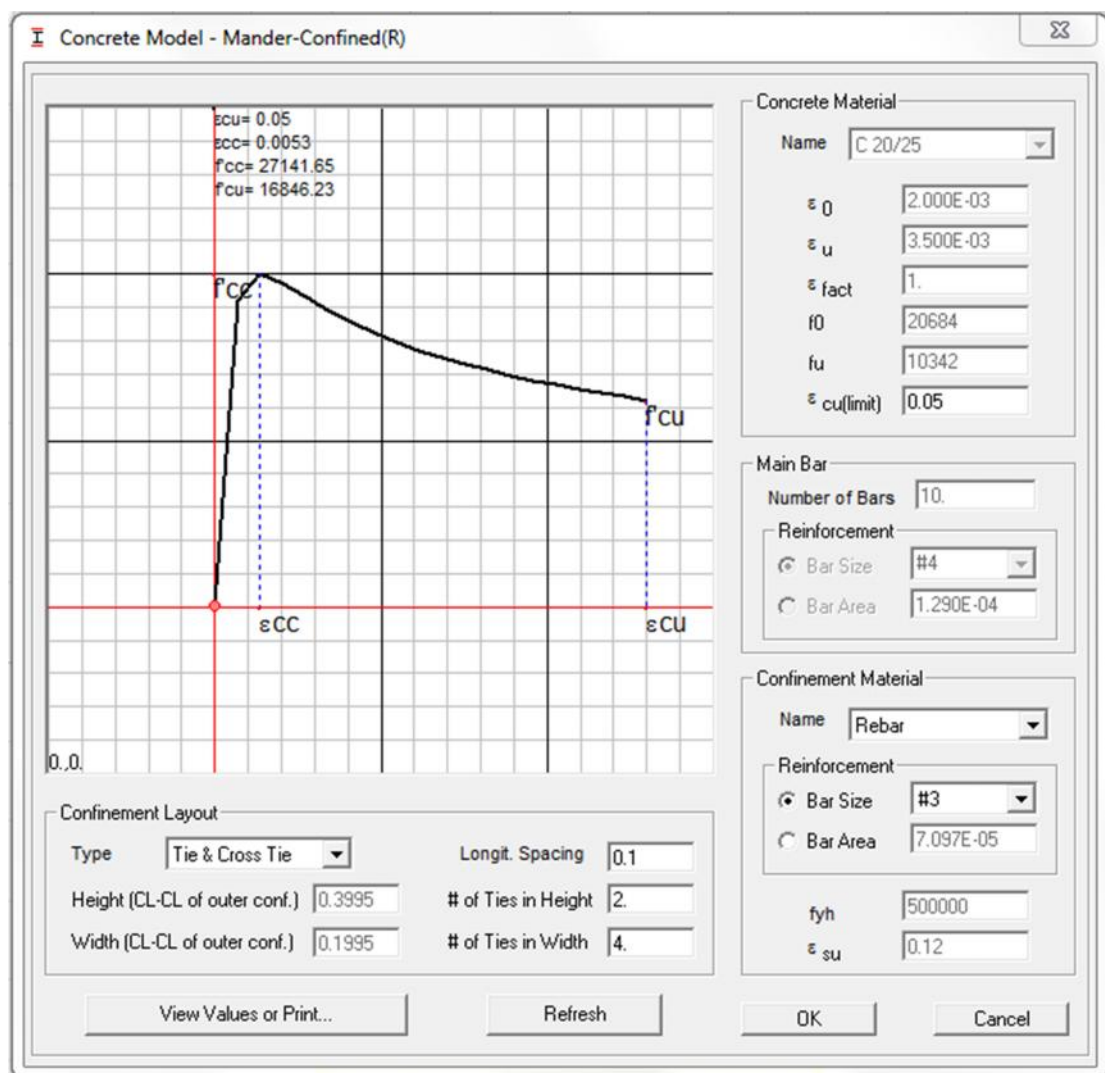 Concrete Model - Mander-Confined(R)
εcu= 0.05
εcc= 0.0053
f'cc= 27141.65
f'cu= 16846.23
f'cc
f'cu
εcc
εcu
0.,0.
Concrete Material
Name C 20/25
ε 0 2.000E-03
ε u 3.500E-03
ε fact 1.
f0 20684
fu 10342
ε cu(limit) 0.05
Main Bar
Number of Bars 10.
Reinforcement
Bar Size #4
Bar Area 1.290E-04
Confinement Material
Name Rebar
Reinforcement
Bar Size #3
Bar Area 7.097E-05
fyh 500000
ε su 0.12
Confinement Layout
Type Tie & Cross Tie Longit. Spacing 0.1
Height (CL-CL of outer conf.) 0.3995 # of Ties in Height 2.
Width (CL-CL of outer conf.) 0.1995 # of Ties in Width 4.
View Values or Print... Refresh OK Cancel